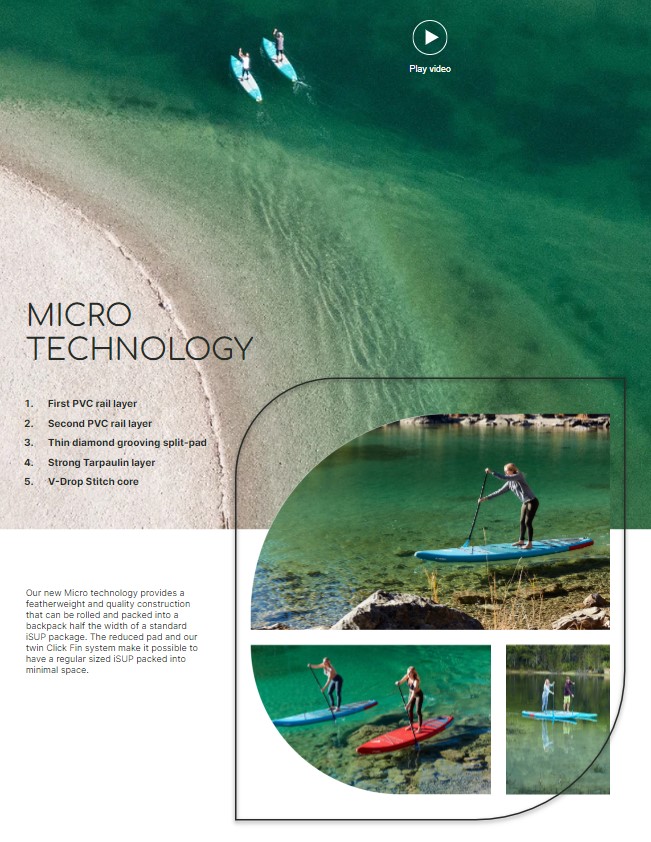 Play video
MICRO
TECHNOLOGY
1. First PVC rail layer
2. Second PVC rail layer
3. Thin diamond grooving split-pad
4. Strong Tarpaulin layer
5. V-Drop Stitch core
Our new Micro technology provides a
featherweight and quality construction
that can be rolled and packed into a
backpack half the width of a standard
iSUP package. The reduced pad and our
twin Click Fin system make it possible to
have a regular sized iSUP packed into
minimal space.